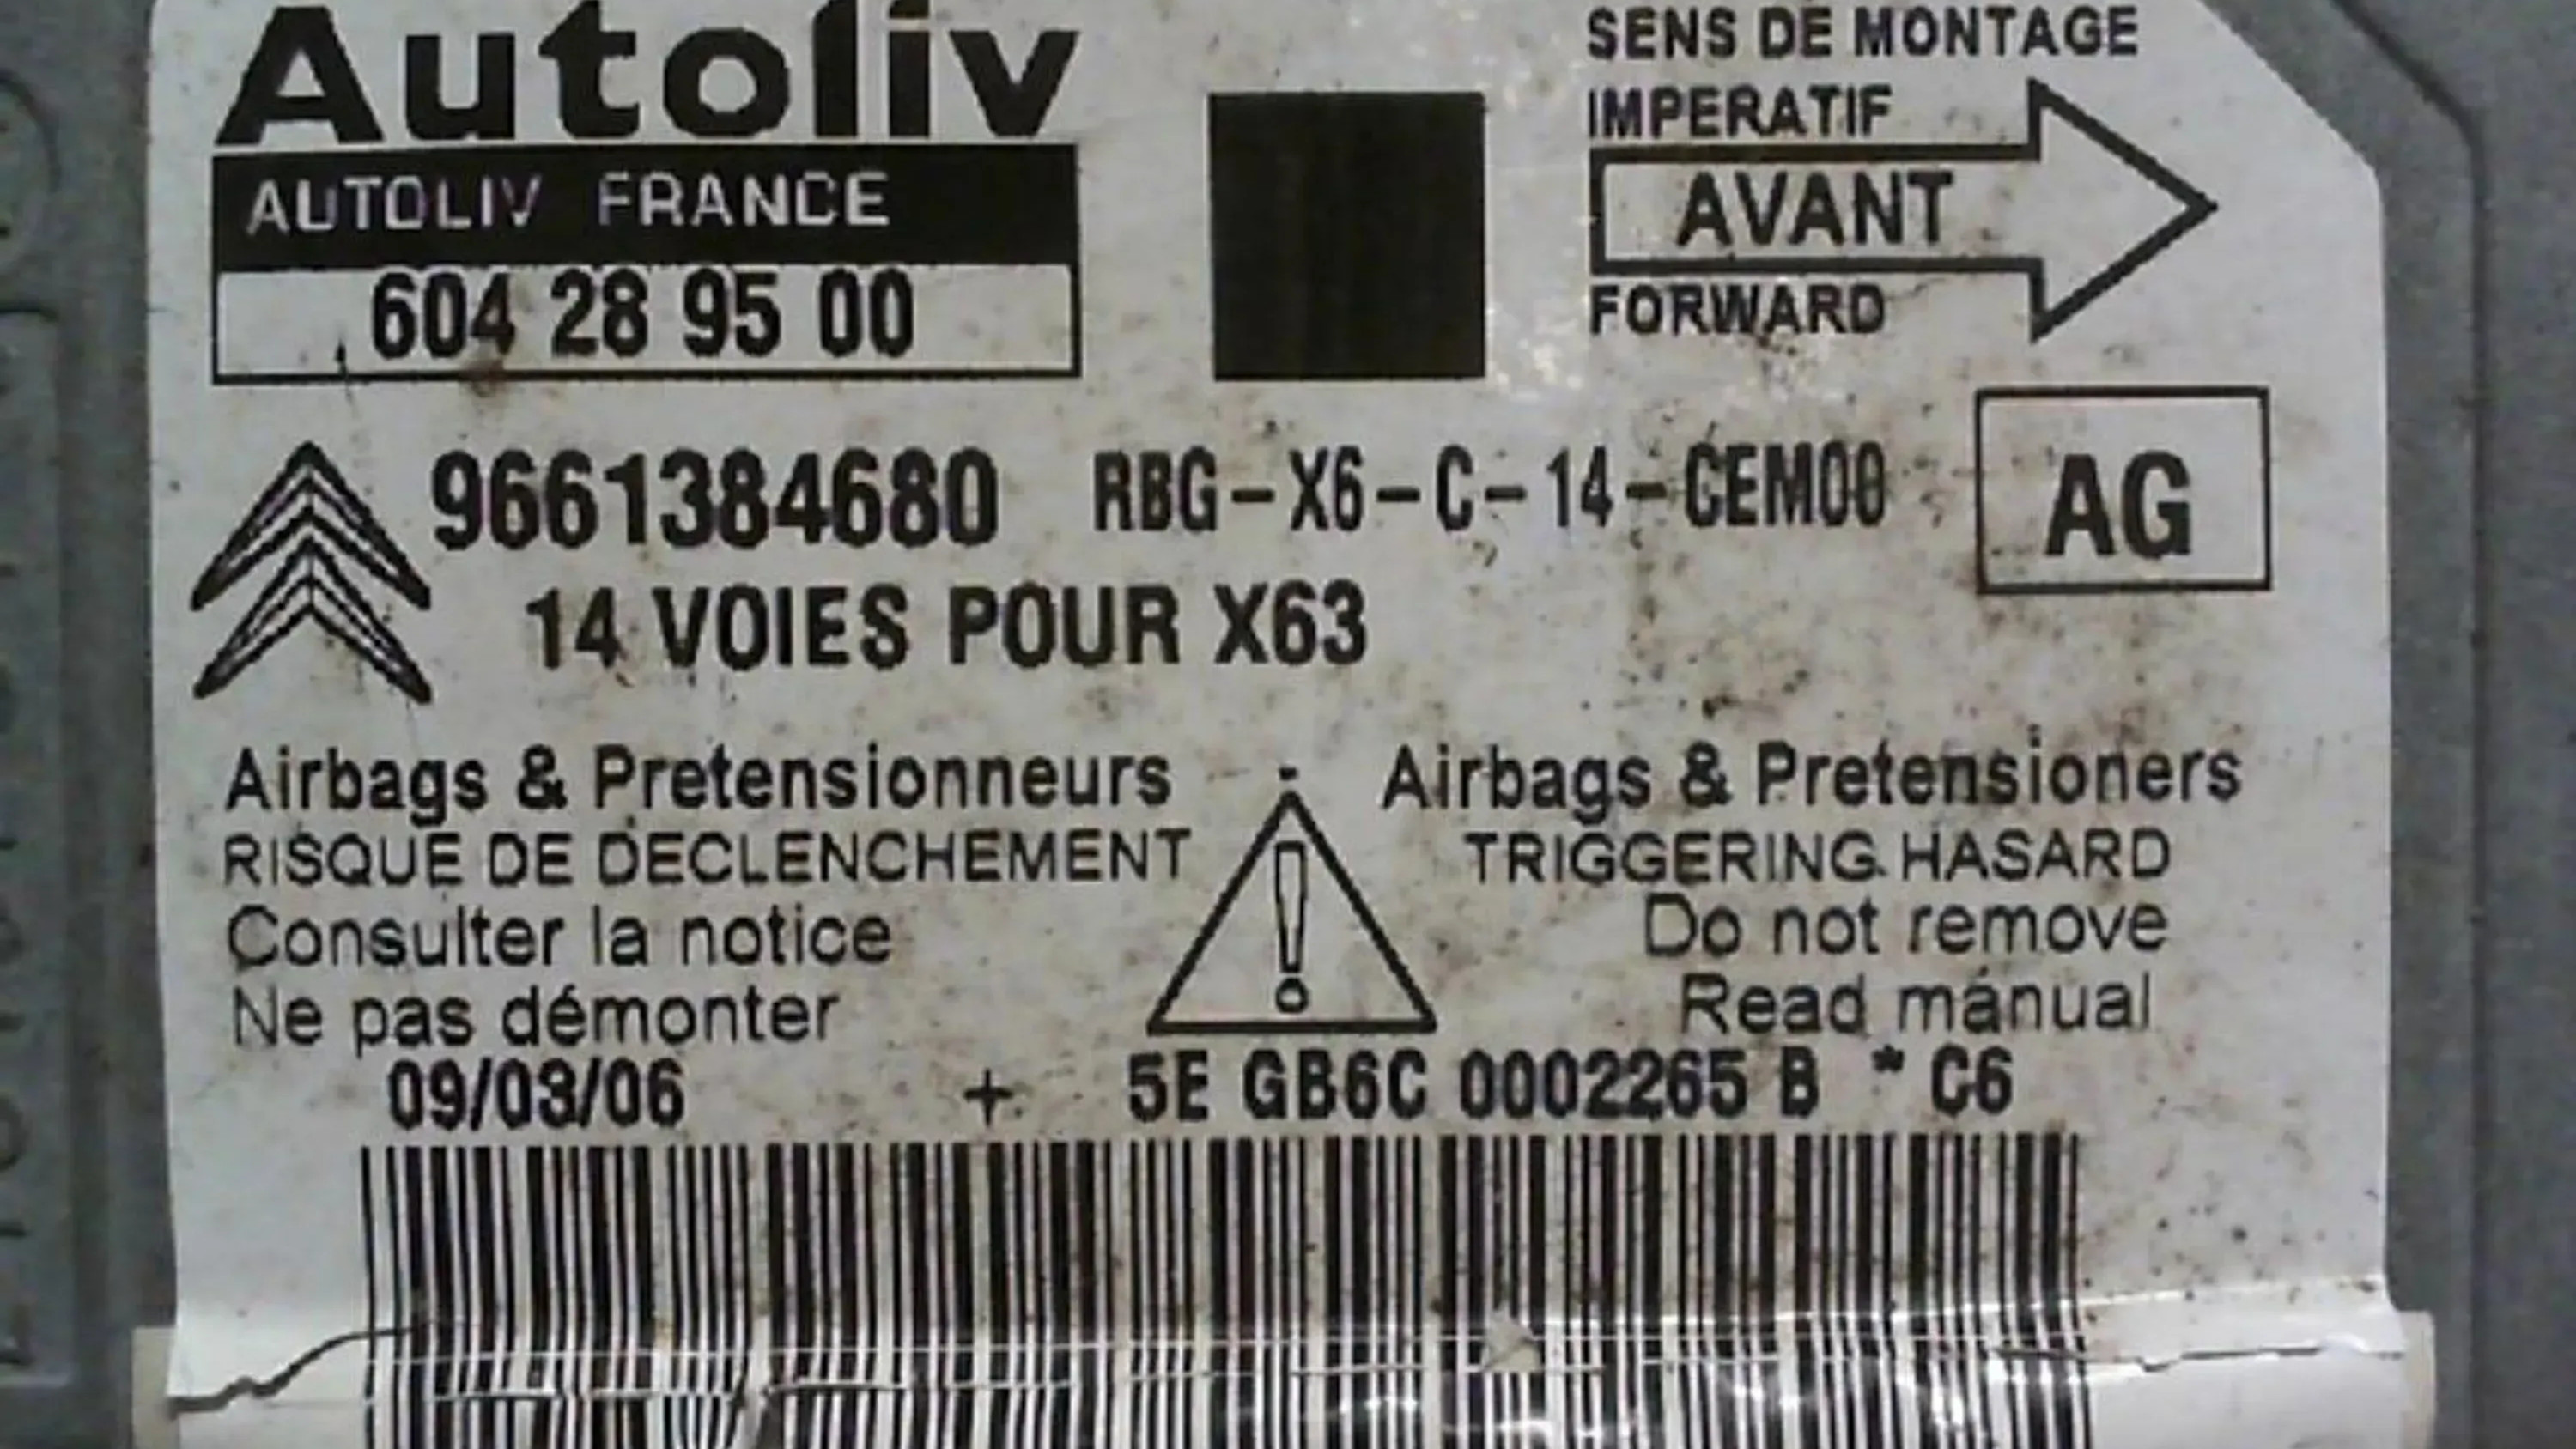 Autoliv
AUTOLIV FRANCE
604 28 95 00
SENS DE MONTAGE
IMPERATIF
AVANT
FORWARD
9661384680 RBG-X6-C-14-CEM00
AG
14 VOIES POUR X63
Airbags & Pretensionneurs
RISQUE DE DECLENCHEMENT
Consulter la notice
Ne pas démonter
Airbags & Pretensioners
TRIGGERING HASARD
Do not remove
Read manual
09/03/06 + 5E GB6C 0002265 B * C6